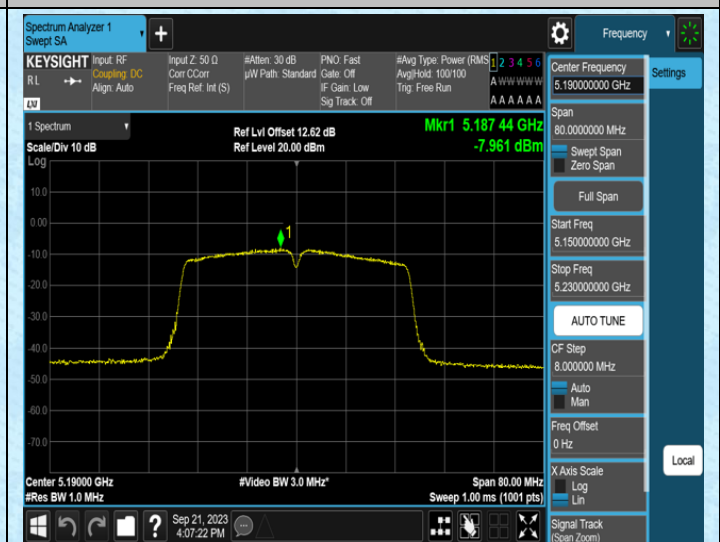 Spectrum Analyzer 1
Swept SA
Frequency
KEYSIGHT
RL
LXI
Input: RF
Coupling: DC
Align: Auto
Input Z: 50 Ω
Corr CCorr
Freq Ref: Int (S)
#Atten: 30 dB
µW Path: Standard
PNO: Fast
Gate: Off
IF Gain: Low
Sig Track: Off
#Avg Type: Power (RMS
Avg|Hold: 100/100
Trig: Free Run
1 2 3 4 5 6
A W W W W W
A A A A A A
Center Frequency
5.190000000 GHz
Settings
Span
80.0000000 MHz
Swept Span
Zero Span
Full Span
Start Freq
5.150000000 GHz
Stop Freq
5.230000000 GHz
AUTO TUNE
CF Step
8.000000 MHz
Auto
Man
Freq Offset
0 Hz
X Axis Scale
Log
Lin
Signal Track
(Span Zoom)
Local
1 Spectrum
Scale/Div 10 dB
Log
Ref Lvl Offset 12.62 dB
Ref Level 20.00 dBm
Mkr1 5.187 44 GHz
-7.961 dBm
10.0
0.00
1
-10.0
-20.0
-30.0
-40.0
-50.0
-60.0
-70.0
Center 5.19000 GHz
#Res BW 1.0 MHz
#Video BW 3.0 MHz*
Span 80.00 MHz
Sweep 1.00 ms (1001 pts)
?
Sep 21, 2023
4:07:22 PM